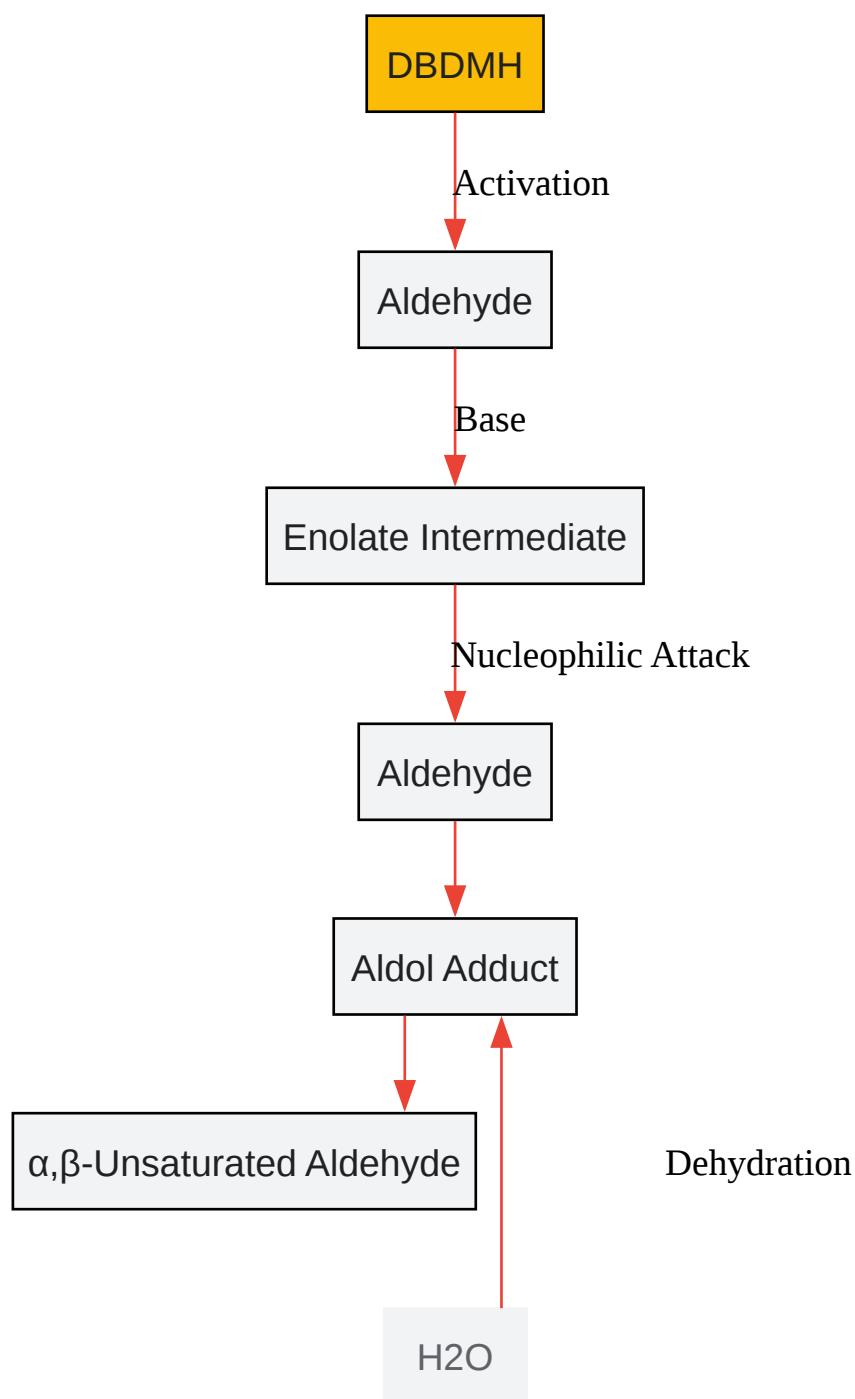 DBDMH
Activation
Aldehyde
Base
Enolate Intermediate
Nucleophilic Attack
Aldehyde
Aldol Adduct
α,β-Unsaturated Aldehyde
Dehydration
H2O